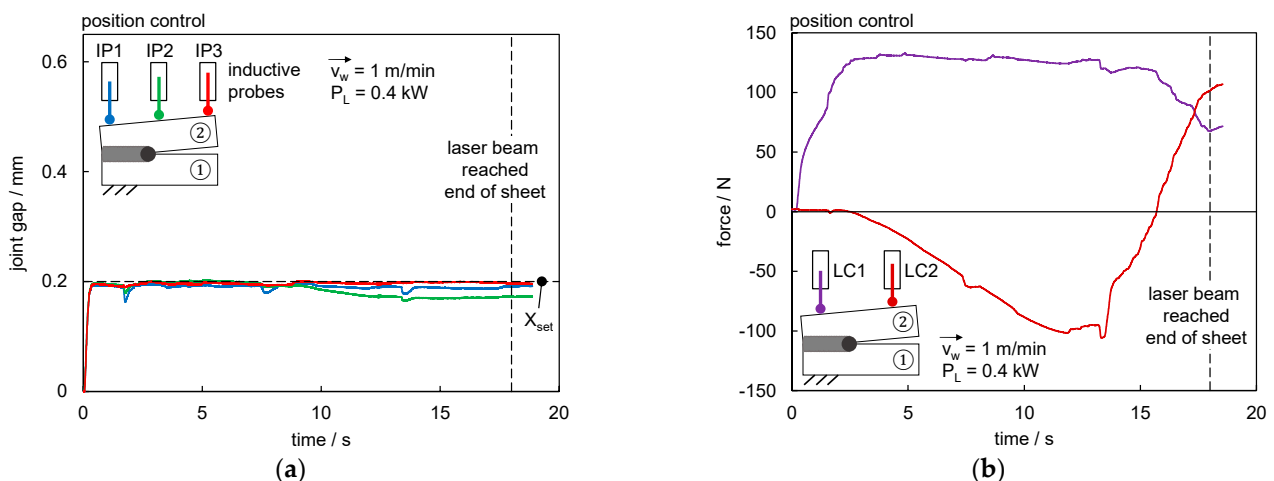 position control
IP1 IP2 IP3
inductive
probes
v_w = 1 m/min
P_L = 0.4 kW
②
①
laser beam
reached
end of sheet
X_set
joint gap / mm
0.6
0.4
0.2
0
0 5 10 15 20
time / s
(a)
position control
150
100
50
0
-50
-100
-150
force / N
LC1 LC2
②
①
v_w = 1 m/min
P_L = 0.4 kW
laser beam
reached
end of sheet
0 5 10 15 20
time / s
(b)